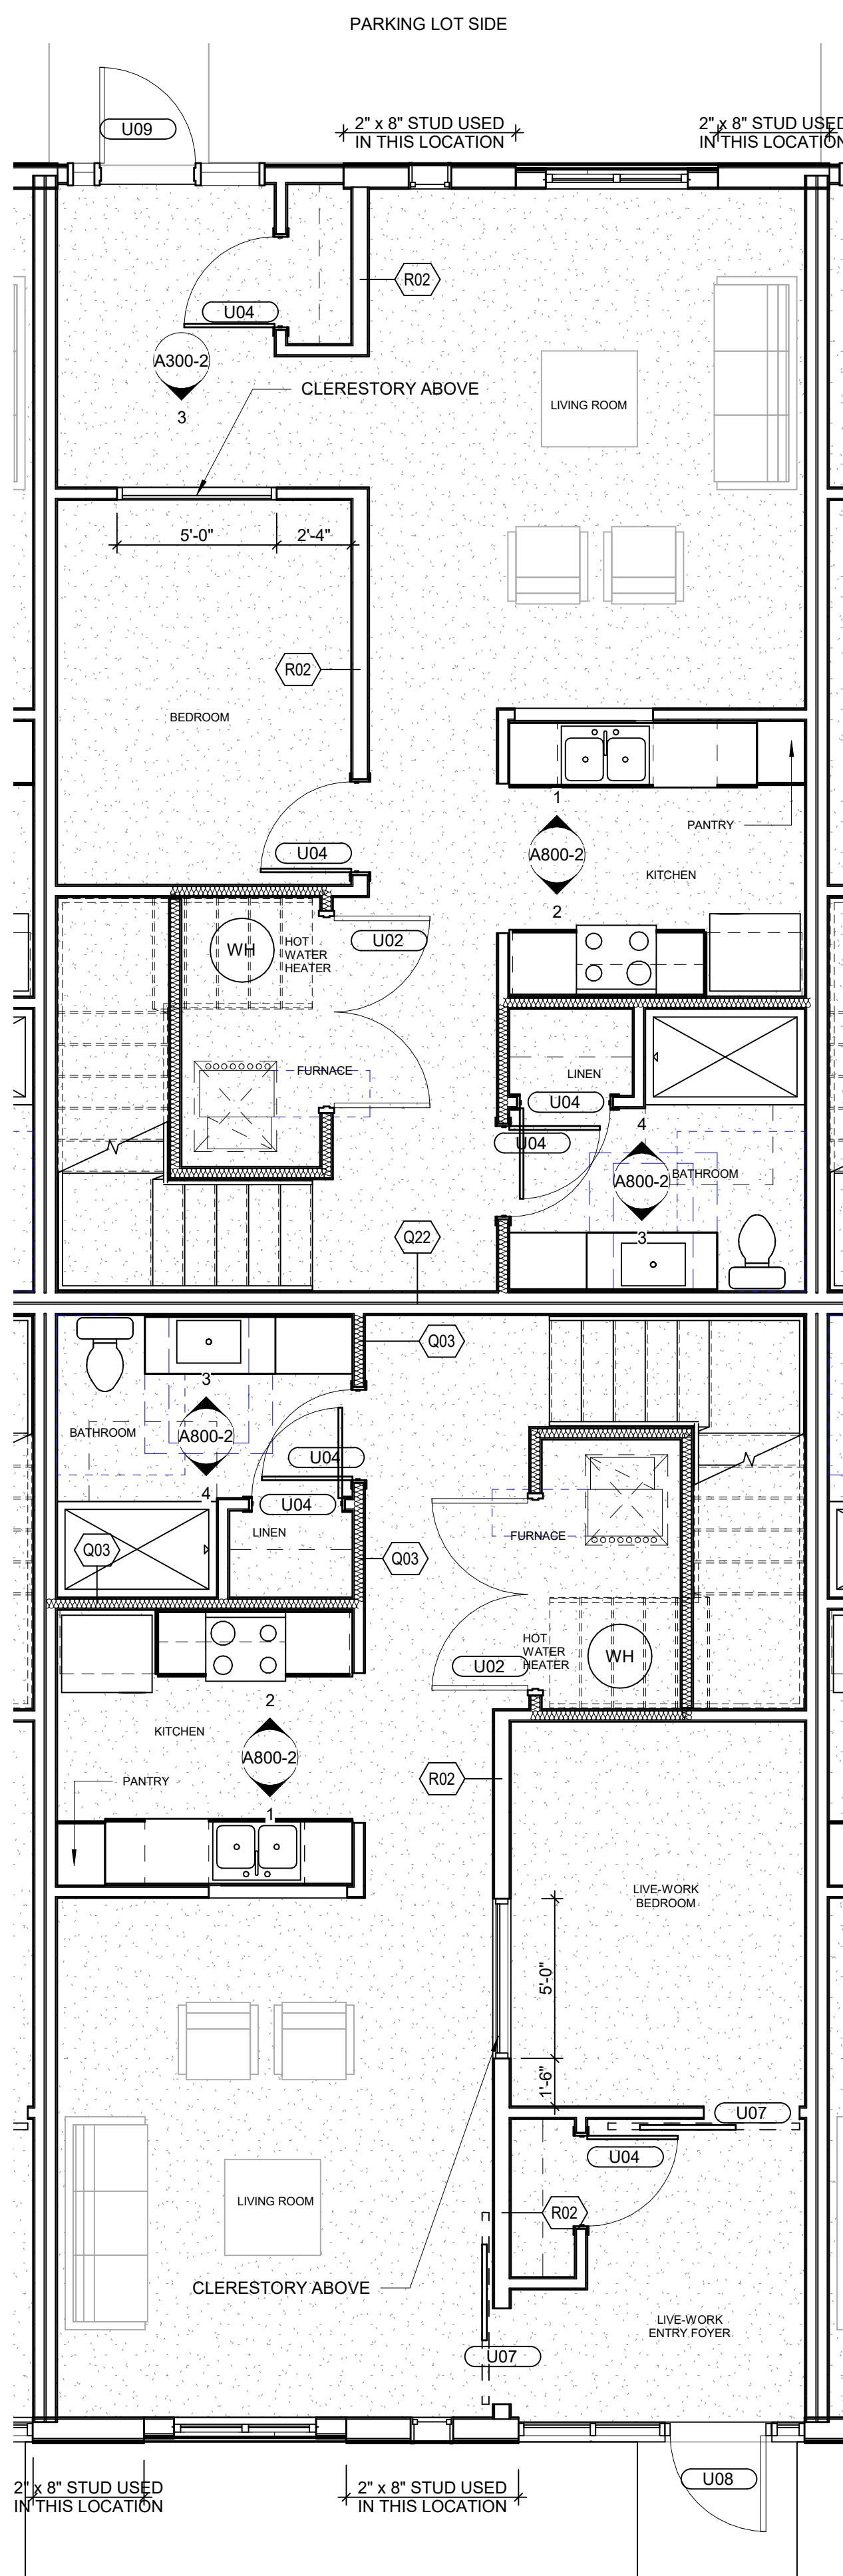 PARKING LOT SIDE
U09
2" x 8" STUD USED
IN THIS LOCATION
2" x 8" STUD USED
IN THIS LOCATION
R02
U04
A300-2
3
CLERESTORY ABOVE
LIVING ROOM
5'-0"
2'-4"
R02
BEDROOM
1
PANTRY
U04
A800-2
KITCHEN
2
U02
WH
HOT
WATER
HEATER
FURNACE
LINEN
U04
U04
4
A800-2
BATHROOM
3
Q22
Q03
3
BATHROOM
A800-2
4
U04
U04
LINEN
Q03
Q03
FURNACE
HOT
WATER
HEATER
U02
WH
2
KITCHEN
A800-2
PANTRY
1
R02
LIVE-WORK
BEDROOM
5'-0"
1'-6"
U07
U04
LIVING ROOM
R02
CLERESTORY ABOVE
LIVE-WORK
ENTRY FOYER
U07
U08
2" x 8" STUD USED
IN THIS LOCATION
2" x 8" STUD USED
IN THIS LOCATION